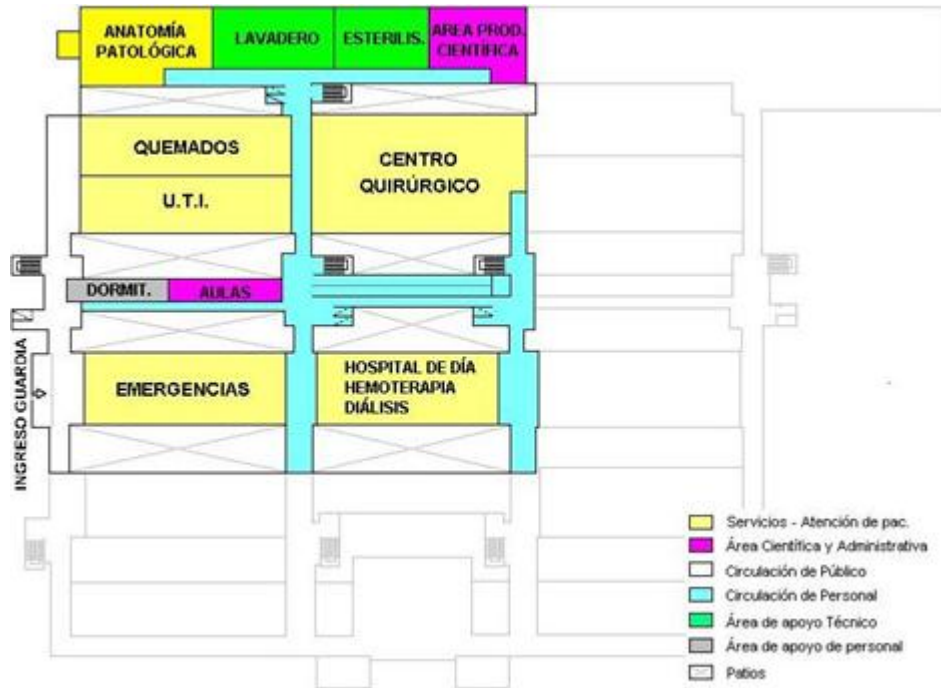 ANATOMÍA
PATOLÓGICA
LAVADERO
ESTERILIS.
AREA PROD.
CIENTÍFICA
QUEMADOS
CENTRO
QUIRÚRGICO
U.T.I.
DORMIT.
AULAS
INGRESO GUARDIA
EMERGENCIAS
HOSPITAL DE DÍA
HEMOTERAPIA
DIÁLISIS
Servicios - Atención de pac.
Área Científica y Administrativa
Circulación de Público
Circulación de Personal
Área de apoyo Técnico
Área de apoyo de personal
Patios